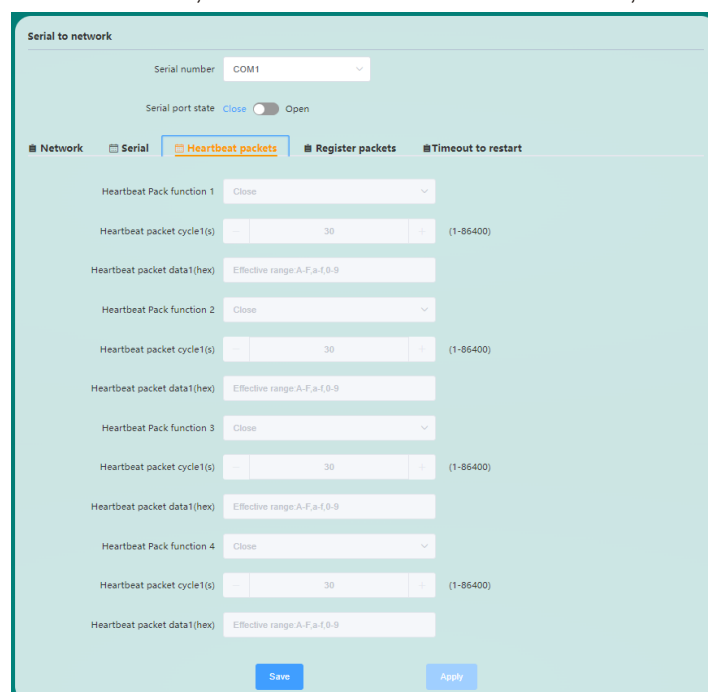 Serial to network
Serial number COM1
Serial port state Close Open
Network Serial Heartbeat packets Register packets Timeout to restart
Heartbeat Pack function 1 Close
Heartbeat packet cycle1(s) − 30 + (1-86400)
Heartbeat packet data1(hex) Effective range:A-F,a-f,0-9
Heartbeat Pack function 2 Close
Heartbeat packet cycle1(s) − 30 + (1-86400)
Heartbeat packet data1(hex) Effective range:A-F,a-f,0-9
Heartbeat Pack function 3 Close
Heartbeat packet cycle1(s) − 30 + (1-86400)
Heartbeat packet data1(hex) Effective range:A-F,a-f,0-9
Heartbeat Pack function 4 Close
Heartbeat packet cycle1(s) − 30 + (1-86400)
Heartbeat packet data1(hex) Effective range:A-F,a-f,0-9
Save Apply